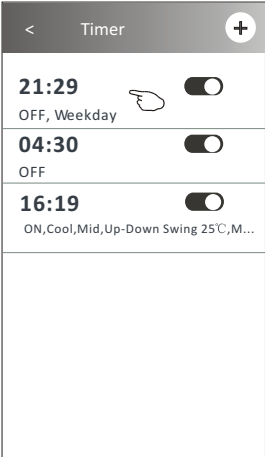 < Timer +
21:29
OFF, Weekday
04:30
OFF
16:19
ON,Cool,Mid,Up-Down Swing 25℃,M...